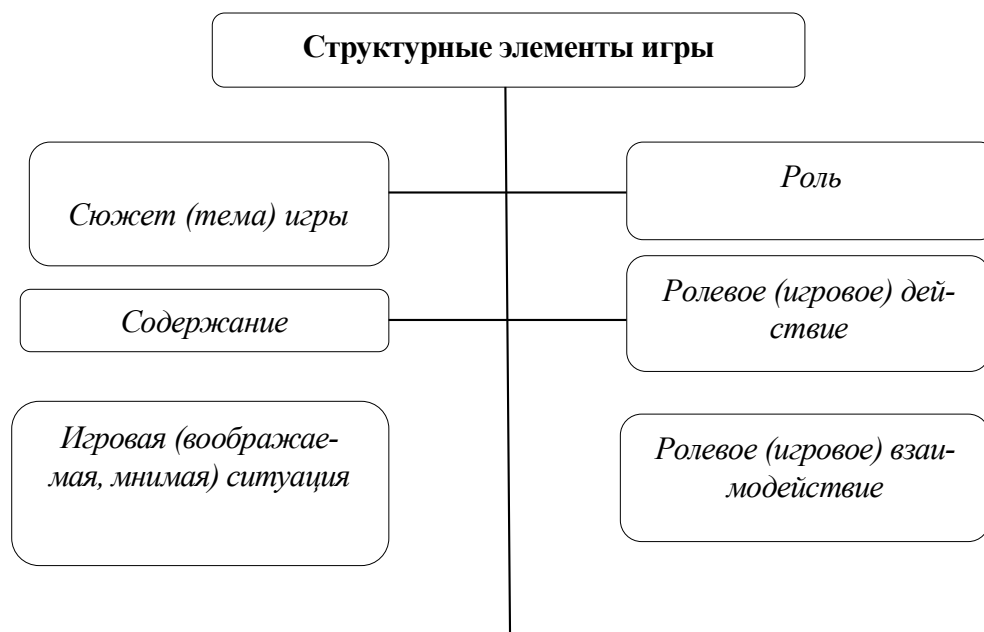 Структурные элементы игры
Сюжет (тема) игры
Роль
Содержание
Ролевое (игровое) дей-
ствие
Игровая (воображае-
мая, мнимая) ситуация
Ролевое (игровое) взаи-
модействие